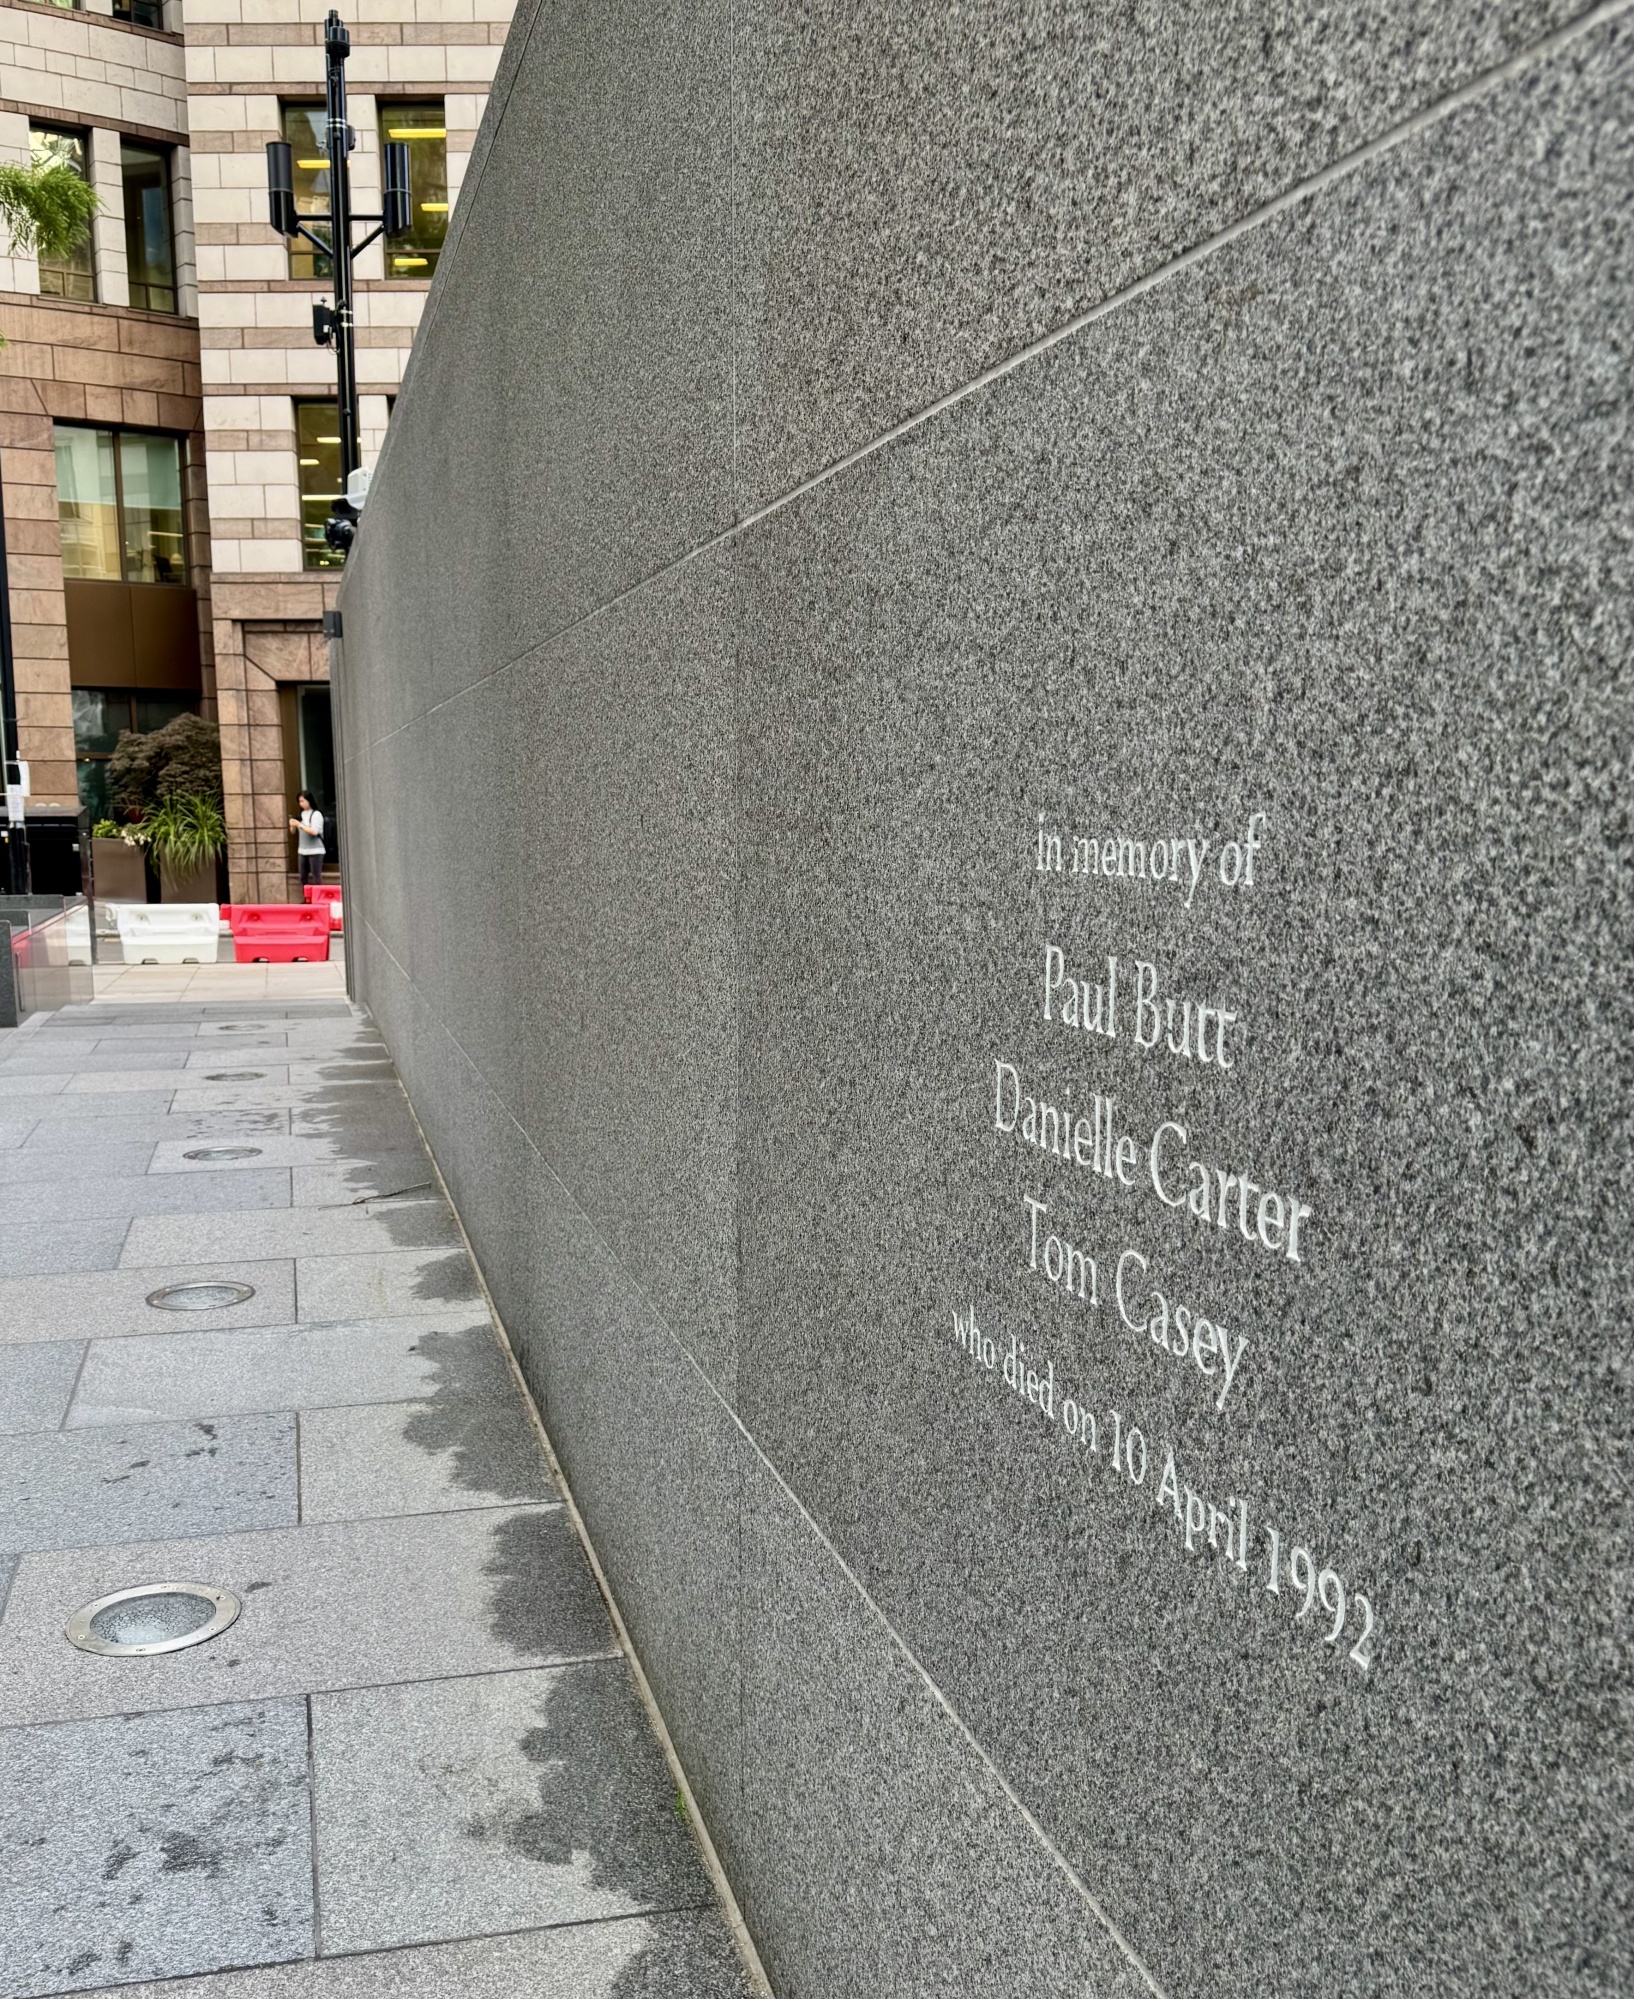 in memory of
Paul Butt
Danielle Carter
Tom Casey
who died on 10 April 1992